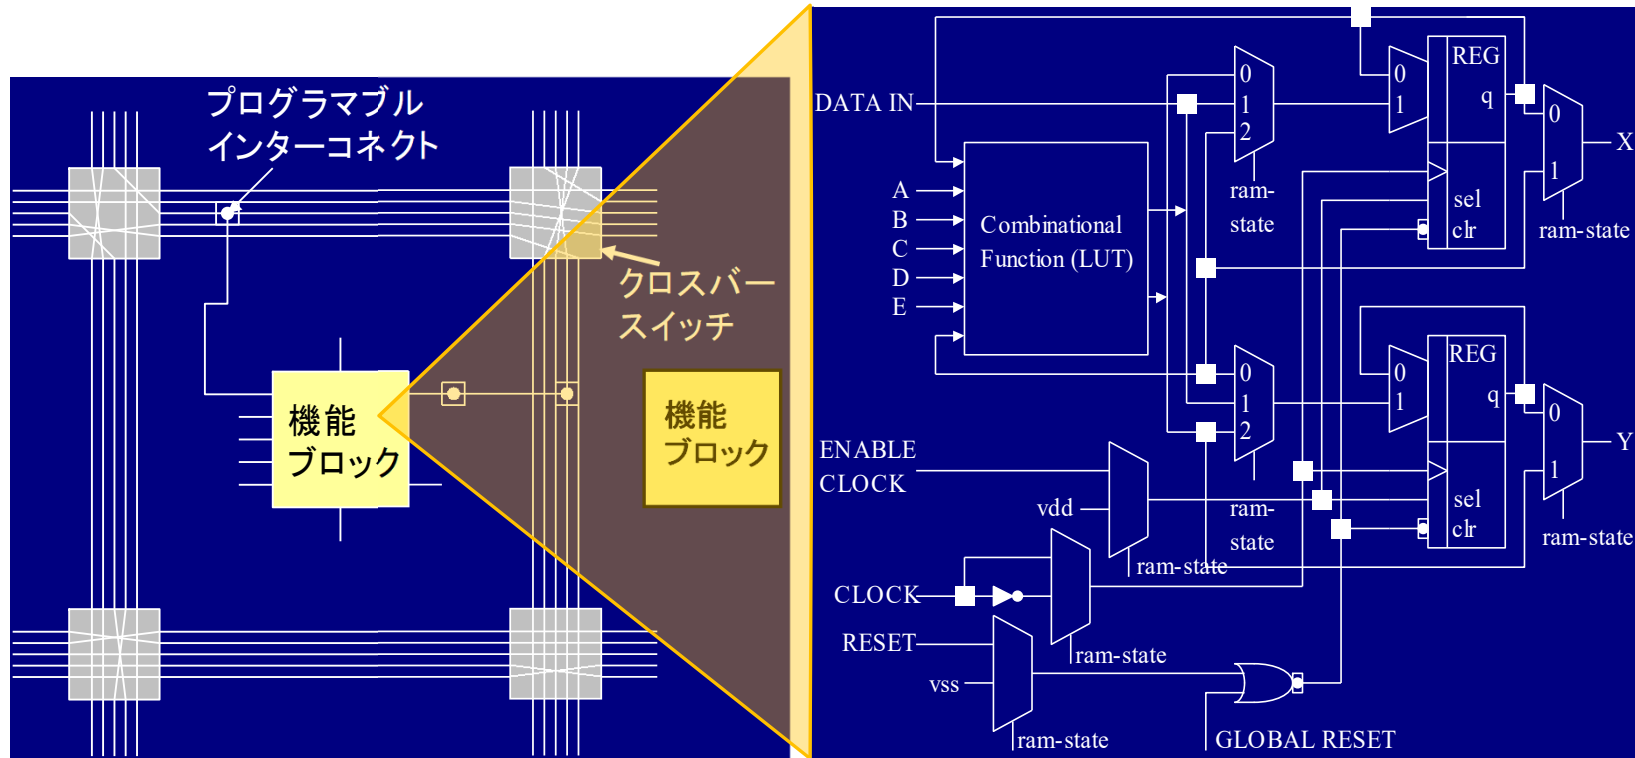 プログラマブル
インターコネクト
クロスバー
スイッチ
機能
ブロック
機能
ブロック
DATA IN
A
B
C
D
E
Combinational
Function (LUT)
0
1
2
ram-
state
0
1
REG
q
sel
clr
0
1
X
ram-state
0
1
2
ram-
state
0
1
REG
q
sel
clr
0
1
Y
ram-state
ENABLE
CLOCK
vdd
ram-state
CLOCK
ram-state
RESET
vss
ram-state
GLOBAL RESET